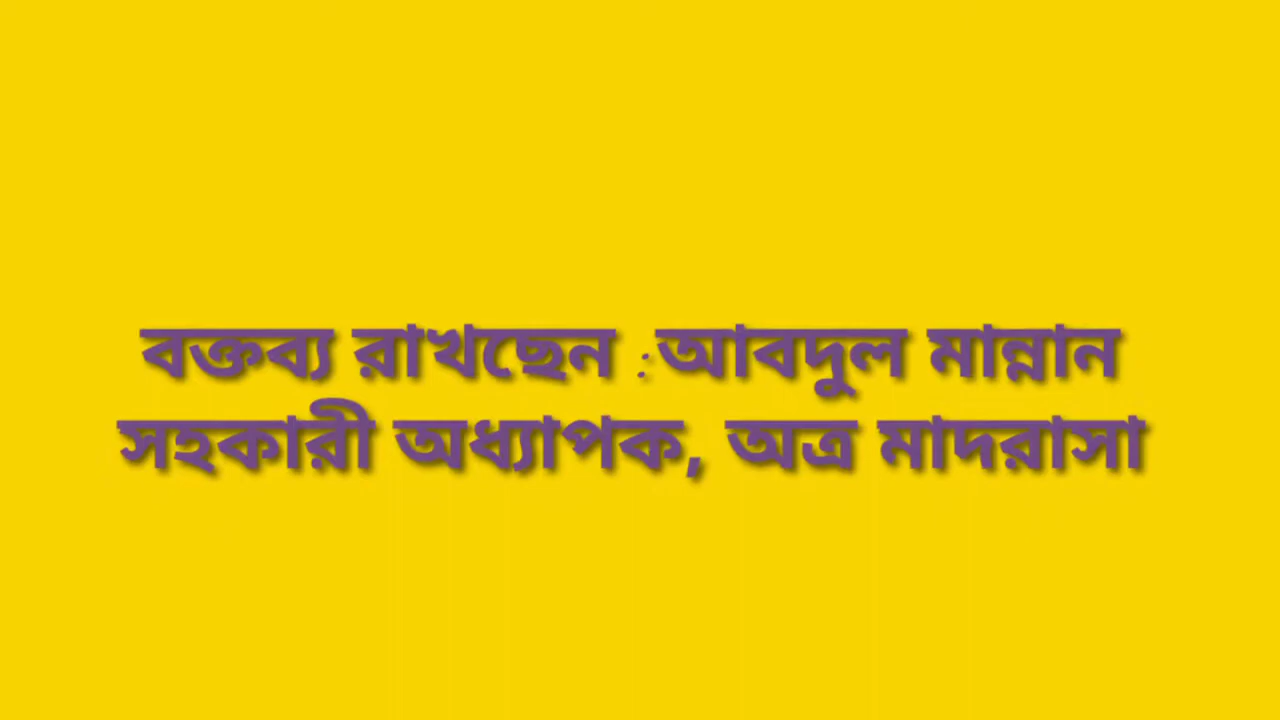 বক্তব্য রাখছেন :আবদুল মান্নান
সহকারী অধ্যাপক, অত্র মাদরাসা